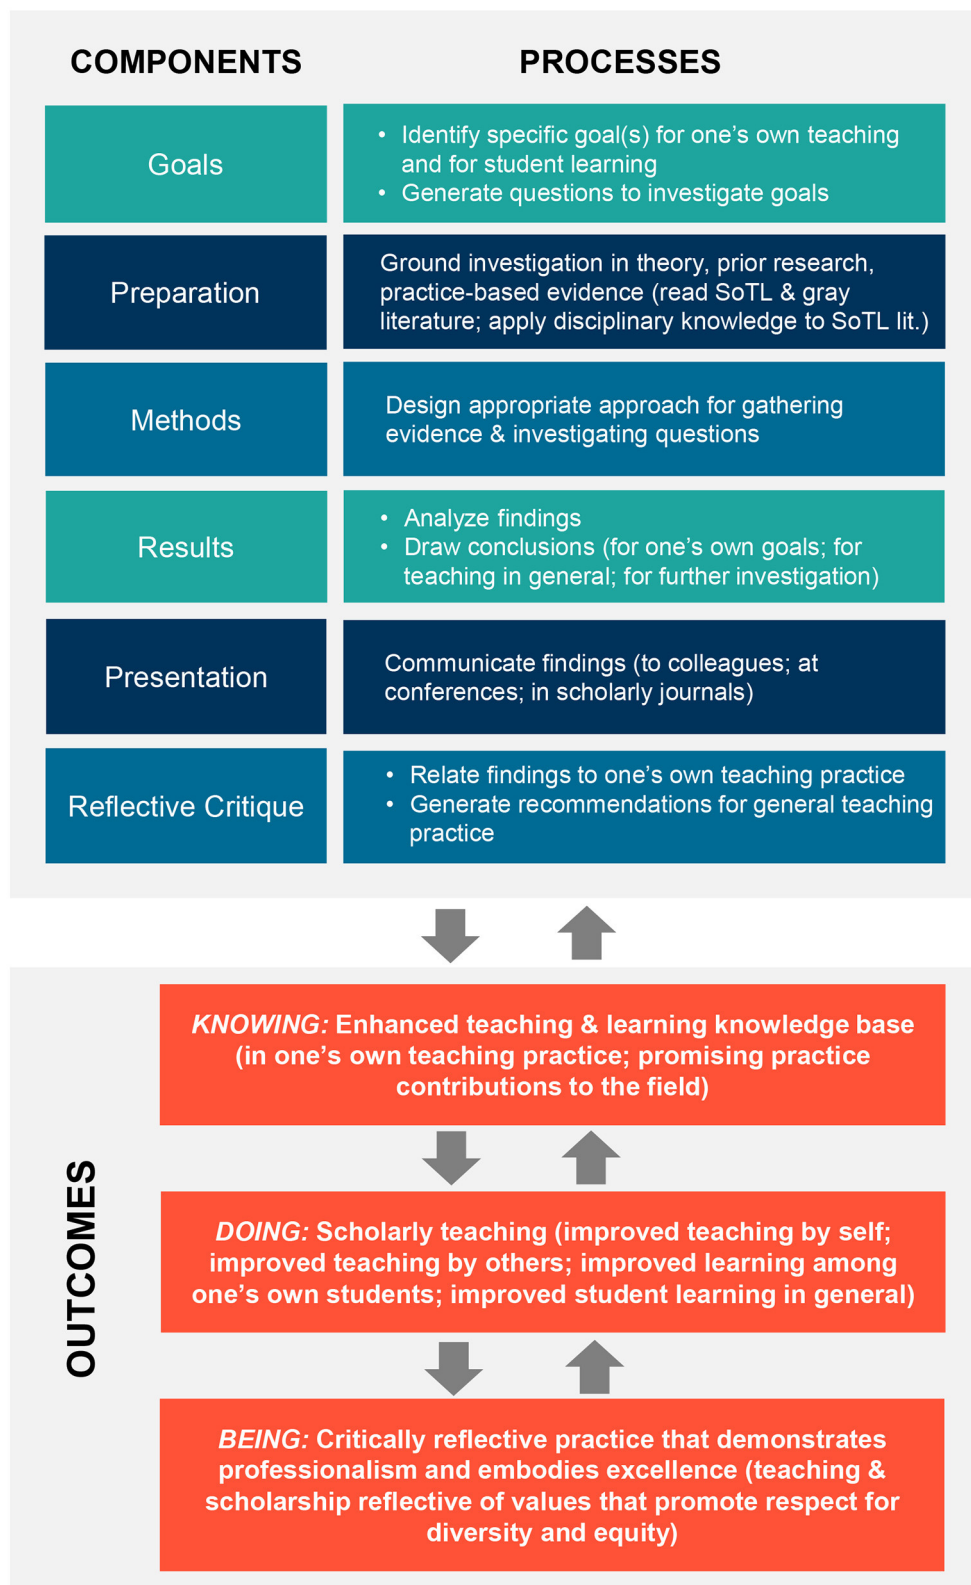 COMPONENTS
PROCESSES
Goals
• Identify specific goal(s) for one’s own teaching
and for student learning
• Generate questions to investigate goals
Preparation
Ground investigation in theory, prior research,
practice-based evidence (read SoTL & gray
literature; apply disciplinary knowledge to SoTL lit.)
Methods
Design appropriate approach for gathering
evidence & investigating questions
Results
• Analyze findings
• Draw conclusions (for one’s own goals; for
teaching in general; for further investigation)
Presentation
Communicate findings (to colleagues; at
conferences; in scholarly journals)
Reflective Critique
• Relate findings to one’s own teaching practice
• Generate recommendations for general teaching
practice
OUTCOMES
KNOWING: Enhanced teaching & learning knowledge base
(in one’s own teaching practice; promising practice
contributions to the field)
DOING: Scholarly teaching (improved teaching by self;
improved teaching by others; improved learning among
one’s own students; improved student learning in general)
BEING: Critically reflective practice that demonstrates
professionalism and embodies excellence (teaching &
scholarship reflective of values that promote respect for
diversity and equity)